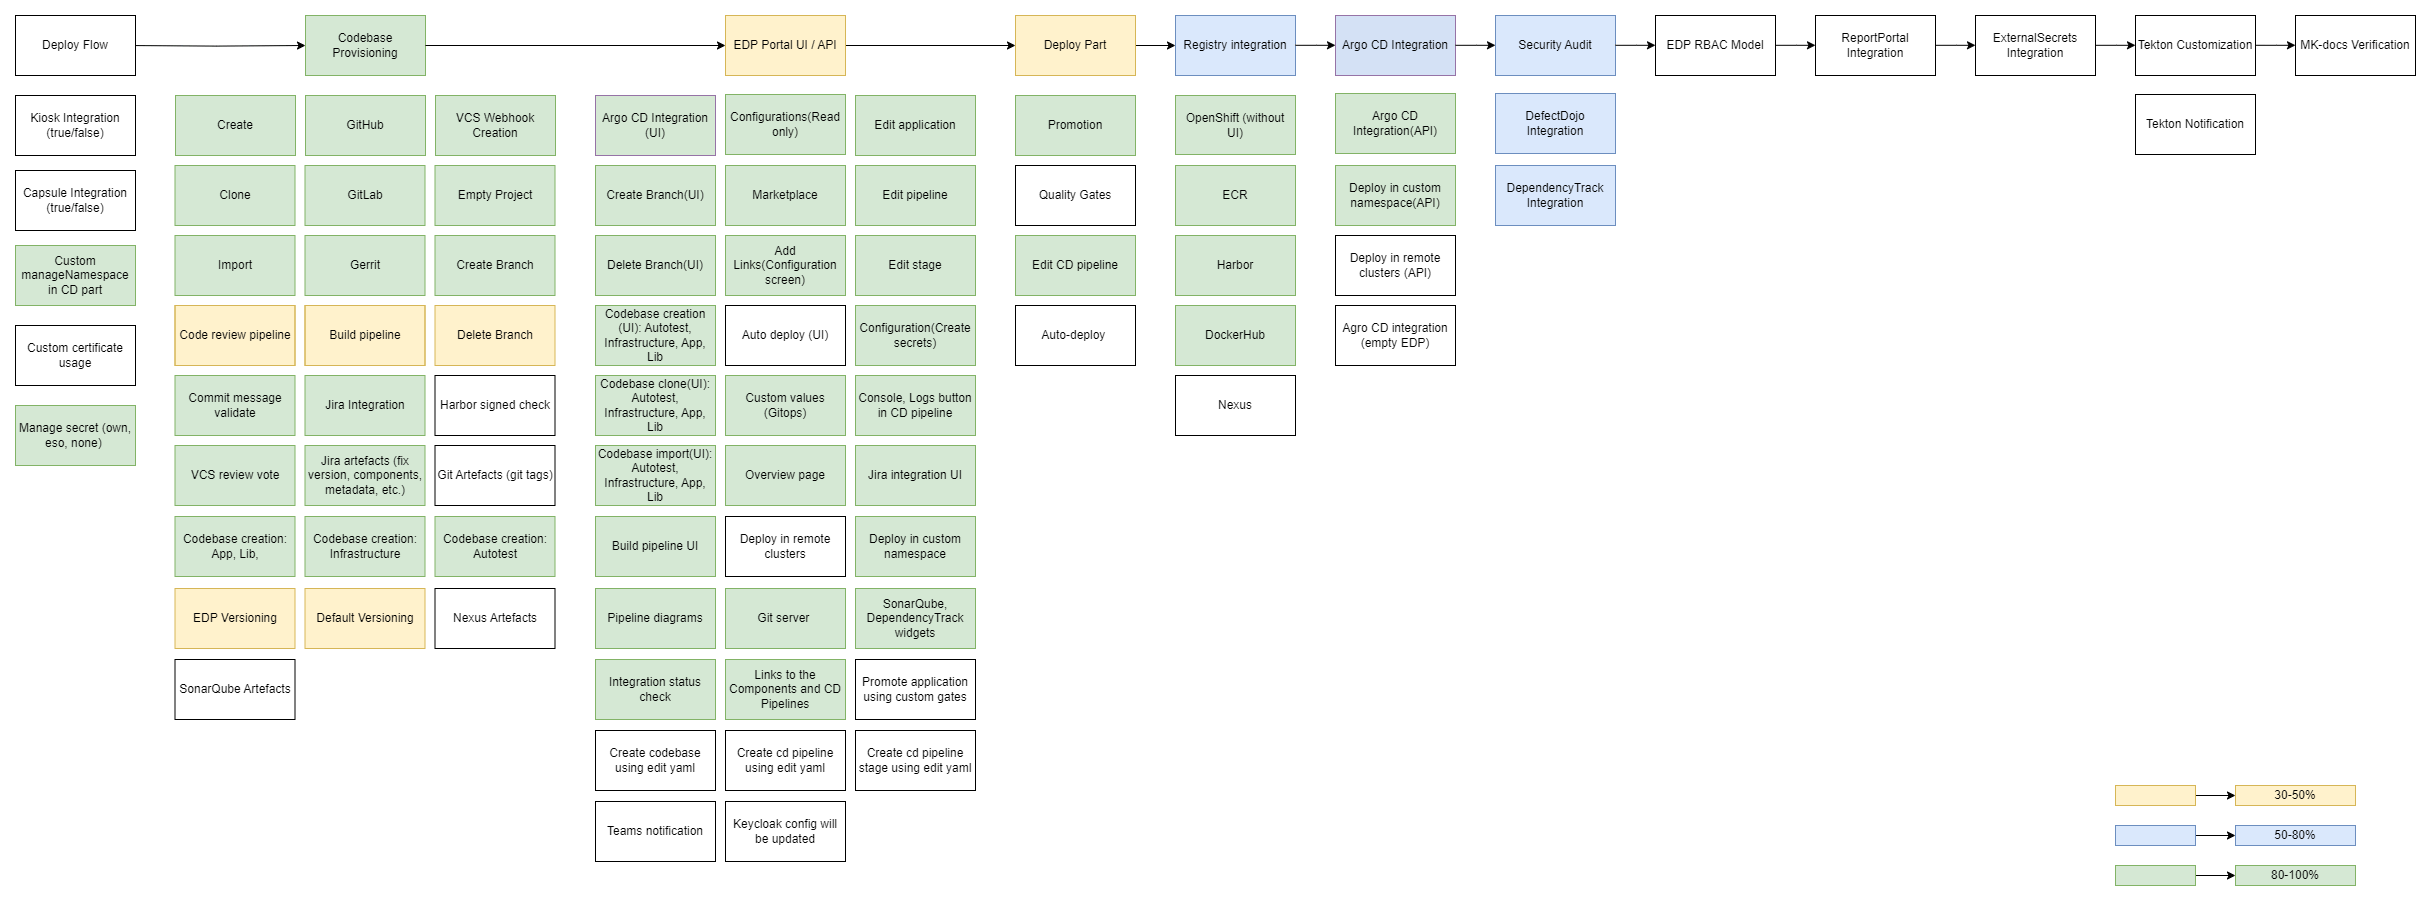 Deploy Flow
Codebase
Provisioning
EDP Portal UI / API
Deploy Part
Registry integration
Argo CD Integration
Security Audit
EDP RBAC Model
ReportPortal
Integration
ExternalSecrets
Integration
Tekton Customization
MK-docs Verification
Kiosk Integration
(true/false)
Capsule Integration
(true/false)
Custom
manageNamespace
in CD part
Custom certificate
usage
Manage secret (own,
eso, none)
Create
GitHub
VCS Webhook
Creation
Clone
GitLab
Empty Project
Import
Gerrit
Create Branch
Code review pipeline
Build pipeline
Delete Branch
Commit message
validate
Jira Integration
Harbor signed check
VCS review vote
Jira artefacts (fix
version, components,
metadata, etc.)
Git Artefacts (git tags)
Codebase creation:
App, Lib,
Codebase creation:
Infrastructure
Codebase creation:
Autotest
EDP Versioning
Default Versioning
Nexus Artefacts
SonarQube Artefacts
Argo CD Integration
(UI)
Configurations(Read
only)
Edit application
Create Branch(UI)
Marketplace
Edit pipeline
Delete Branch(UI)
Add
Links(Configuration
screen)
Edit stage
Codebase creation
(UI): Autotest,
Infrastructure, App,
Lib
Auto deploy (UI)
Configuration(Create
secrets)
Codebase clone(UI):
Autotest,
Infrastructure, App,
Lib
Custom values
(Gitops)
Console, Logs button
in CD pipeline
Codebase import(UI):
Autotest,
Infrastructure, App,
Lib
Overview page
Jira integration UI
Build pipeline UI
Deploy in remote
clusters
Deploy in custom
namespace
Pipeline diagrams
Git server
SonarQube,
DependencyTrack
widgets
Integration status
check
Links to the
Components and CD
Pipelines
Promote application
using custom gates
Create codebase
using edit yaml
Create cd pipeline
using edit yaml
Create cd pipeline
stage using edit yaml
Teams notification
Keycloak config will
be updated
Promotion
Quality Gates
Edit CD pipeline
Auto-deploy
OpenShift (without
UI)
ECR
Harbor
DockerHub
Nexus
Argo CD
Integration(API)
Deploy in custom
namespace(API)
Deploy in remote
clusters (API)
Agro CD integration
(empty EDP)
DefectDojo
Integration
DependencyTrack
Integration
Tekton Notification
30-50%
50-80%
80-100%